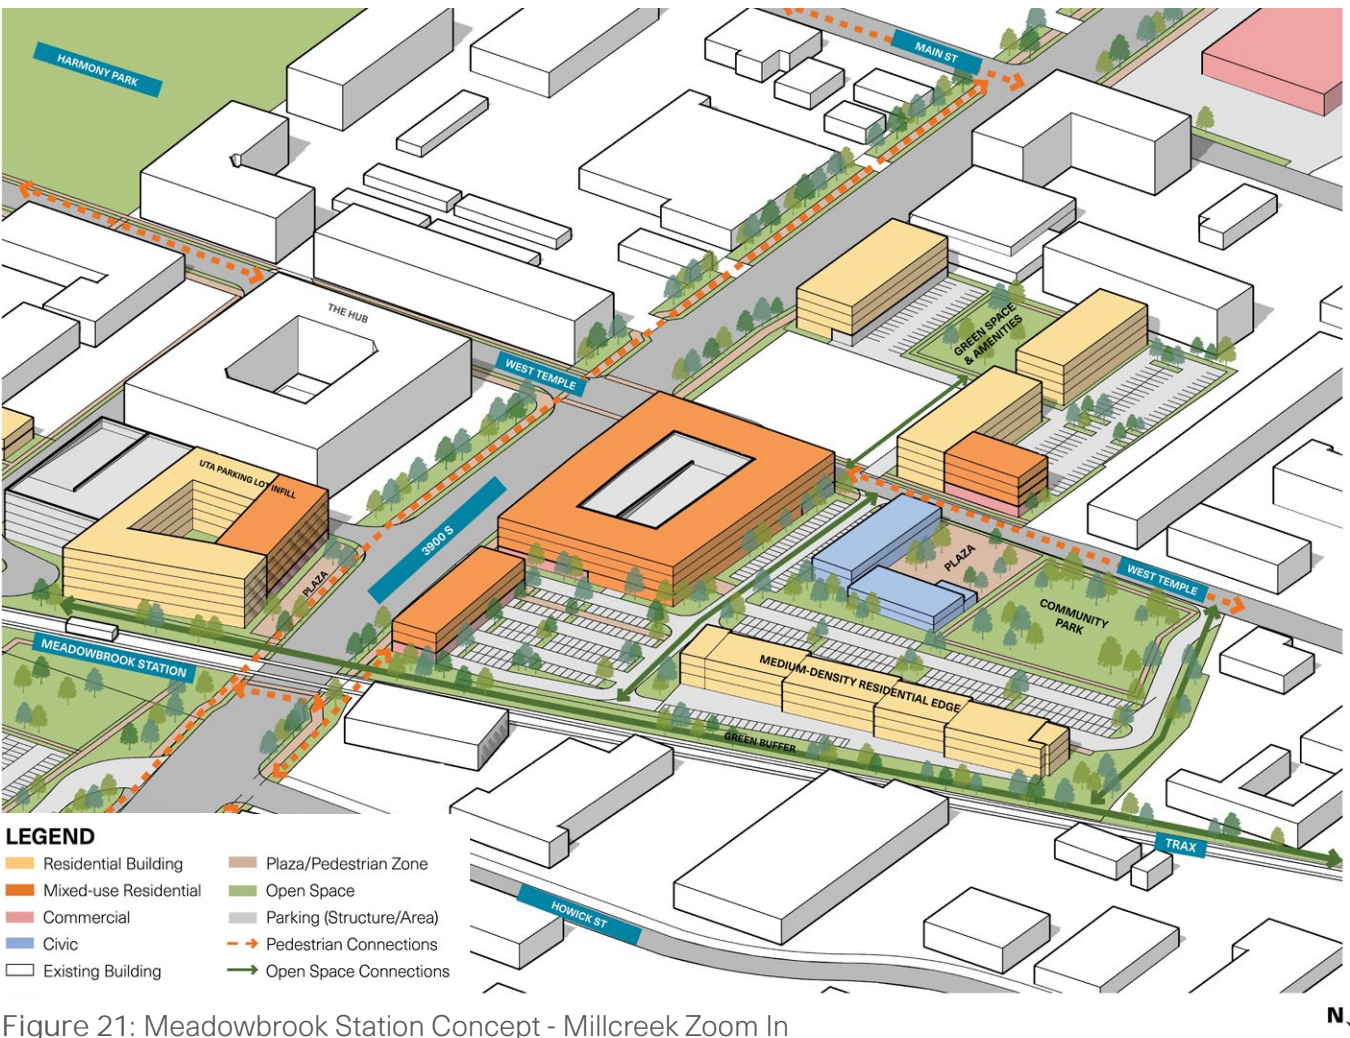 HARMONY PARK
MAIN ST
THE HUB
GREEN SPACE
& AMENITIES
WEST TEMPLE
UTA PARKING LOT INFILL
3900 S
PLAZA
PLAZA
WEST TEMPLE
COMMUNITY
PARK
MEADOWBROOK STATION
MEDIUM-DENSITY RESIDENTIAL EDGE
GREEN BUFFER
TRAX
HOWICK ST
LEGEND
Residential Building
Mixed-use Residential
Commercial
Civic
Existing Building
Plaza/Pedestrian Zone
Open Space
Parking (Structure/Area)
Pedestrian Connections
Open Space Connections
Figure 21: Meadowbrook Station Concept - Millcreek Zoom In
N